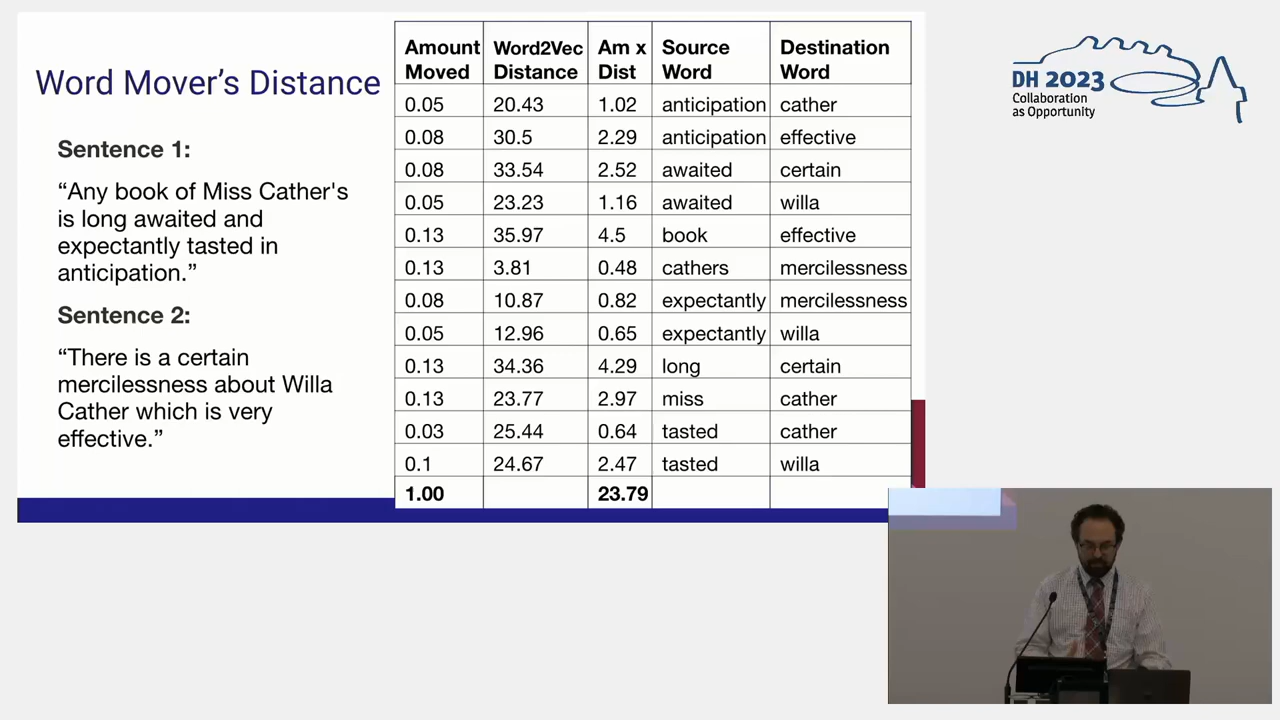 Word Mover's Distance
Sentence 1:
“Any book of Miss Cather's
is long awaited and
expectantly tasted in
anticipation.”
Sentence 2:
“There is a certain
mercilessness about Willa
Cather which is very
effective.”
Amount Moved Word2Vec Distance Am x Dist Source Word Destination Word
0.05 20.43 1.02 anticipation cather
0.08 30.5 2.29 anticipation effective
0.08 33.54 2.52 awaited certain
0.05 23.23 1.16 awaited willa
0.13 35.97 4.5 book effective
0.13 3.81 0.48 cathers mercilessness
0.08 10.87 0.82 expectantly mercilessness
0.05 12.96 0.65 expectantly willa
0.13 34.36 4.29 long certain
0.13 23.77 2.97 miss cather
0.03 25.44 0.64 tasted cather
0.1 24.67 2.47 tasted willa
1.00 23.79
DH 2023
Collaboration
as Opportunity